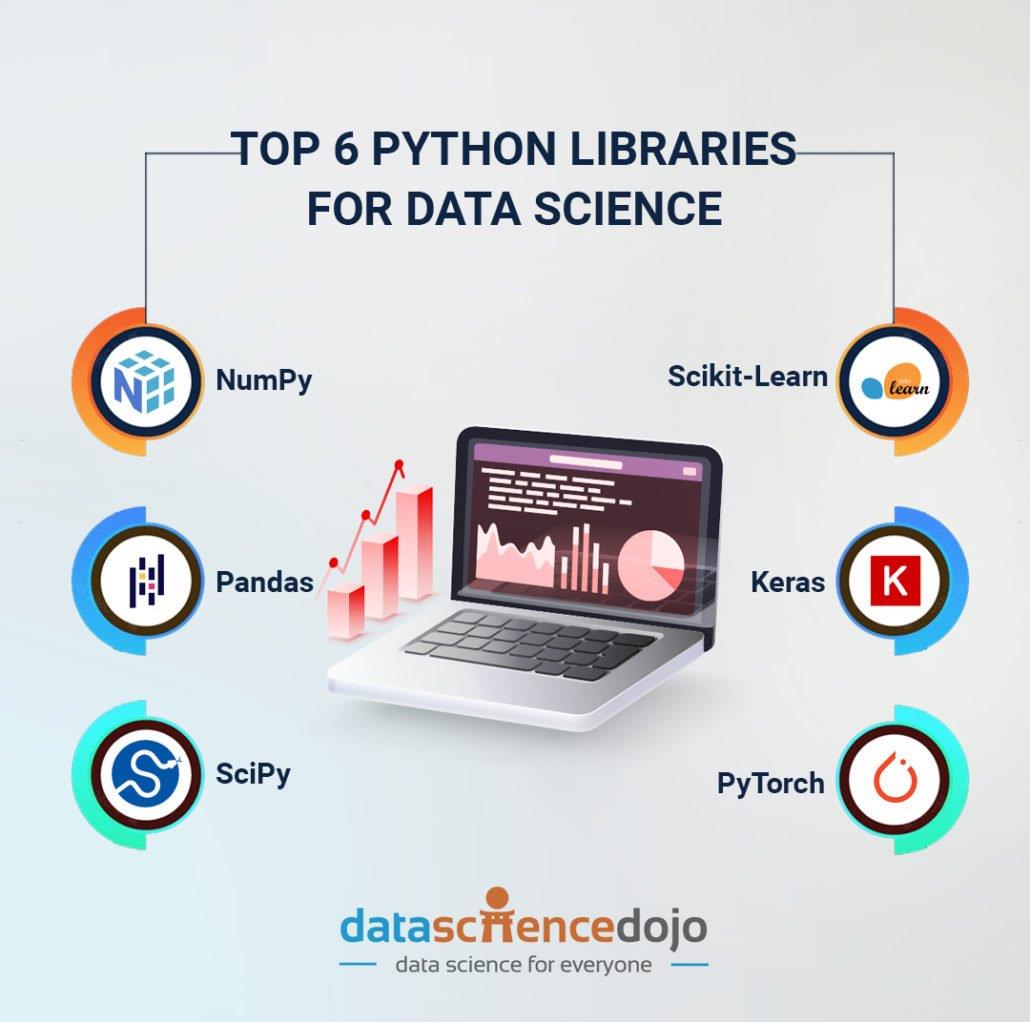 TOP 6 PYTHON LIBRARIES
FOR DATA SCIENCE
NumPy
Scikit-Learn
learn
Pandas
Keras
K
SciPy
PyTorch
datasciencedojo
data science for everyone